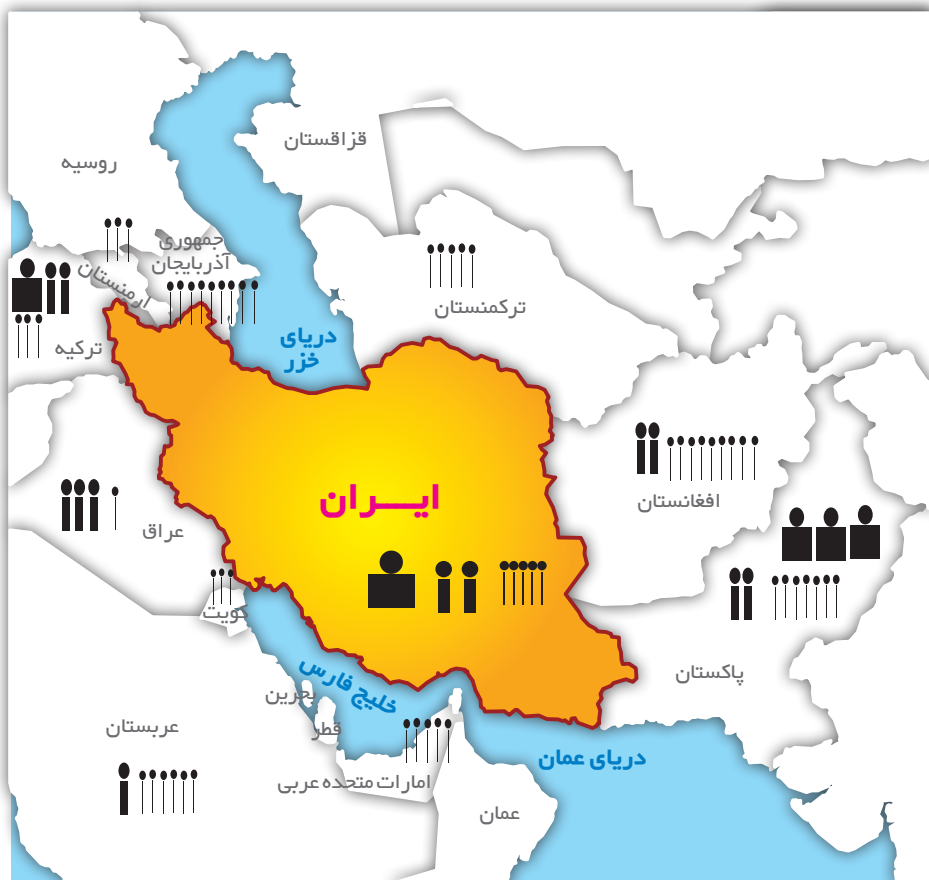 قزاقستان
روسیه
جمهوری
آذربایجان
ارمنستان
ترکمنستان
دریای
خزر
ترکیه
افغانستان
ایــران
عراق
کویت
پاکستان
خلیج فارس
بحرین
قطر
عربستان
دریای عمان
امارات متحده عربی
عمان